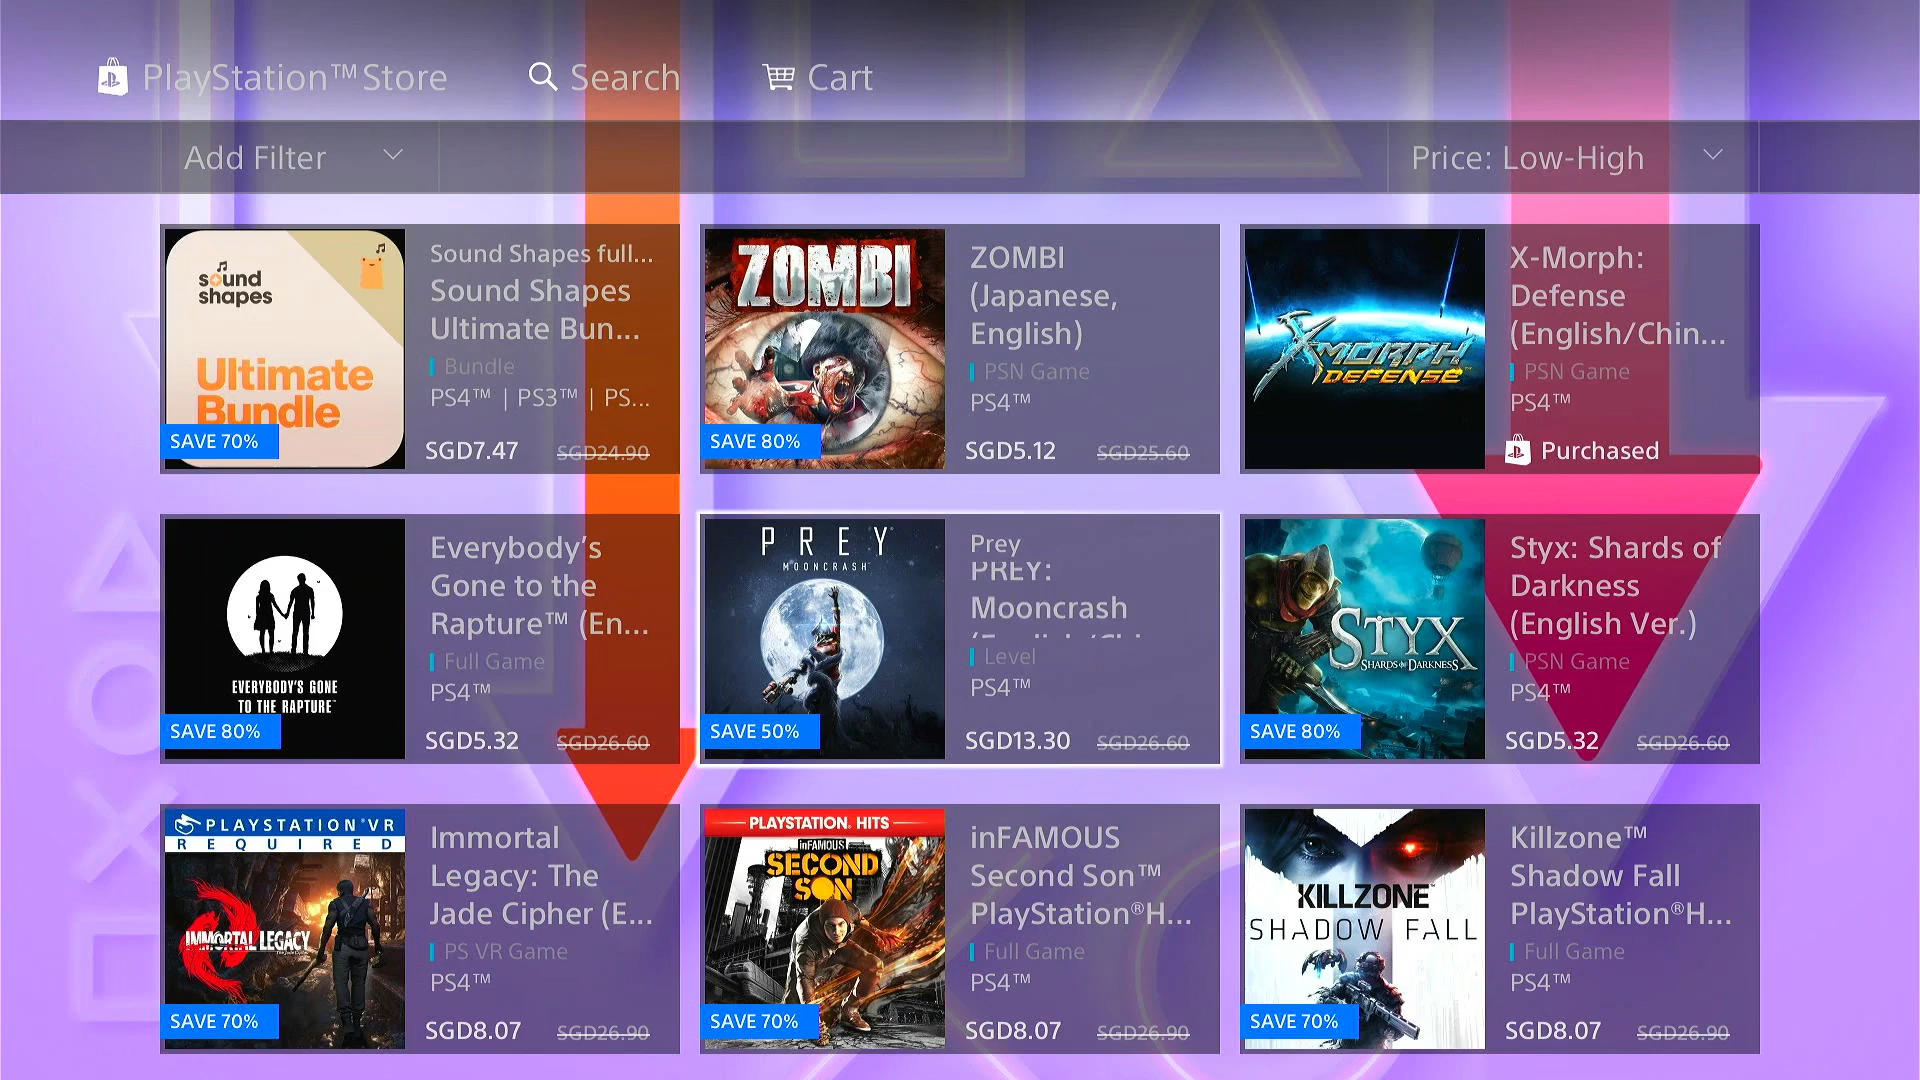 PlayStation™Store
Search
Cart
Add Filter
Price: Low-High
sound
shapes
Ultimate
Bundle
SAVE 70%
Sound Shapes full...
Sound Shapes
Ultimate Bun...
Bundle
PS4™ | PS3™ | PS...
SGD7.47 SGD24.90
ZOMBI
SAVE 80%
ZOMBI
(Japanese,
English)
PSN Game
PS4™
SGD5.12 SGD25.60
X-MORPH
DEFENSE™
X-Morph:
Defense
(English/Chin...
PSN Game
PS4™
Purchased
EVERYBODY'S GONE
TO THE RAPTURE™
SAVE 80%
Everybody's
Gone to the
Rapture™ (En...
Full Game
PS4™
SGD5.32 SGD26.60
PREY
MOONCRASH
SAVE 50%
Prey
PREY:
Mooncrash
(English/Chi
Level
PS4™
SGD13.30 SGD26.60
STYX
SHARDS OF DARKNESS
SAVE 80%
Styx: Shards of
Darkness
(English Ver.)
PSN Game
PS4™
SGD5.32 SGD26.60
PLAYSTATION®VR
REQUIRED
IMMORTAL LEGACY
The Jade Cipher
SAVE 70%
Immortal
Legacy: The
Jade Cipher (E...
PS VR Game
PS4™
SGD8.07 SGD26.90
PLAYSTATION® HITS
inFAMOUS
SECOND
SON
SAVE 70%
inFAMOUS
Second Son™
PlayStation®H...
Full Game
PS4™
SGD8.07 SGD26.90
KILLZONE™
SHADOW FALL
SAVE 70%
Killzone™
Shadow Fall
PlayStation®H...
Full Game
PS4™
SGD8.07 SGD26.90